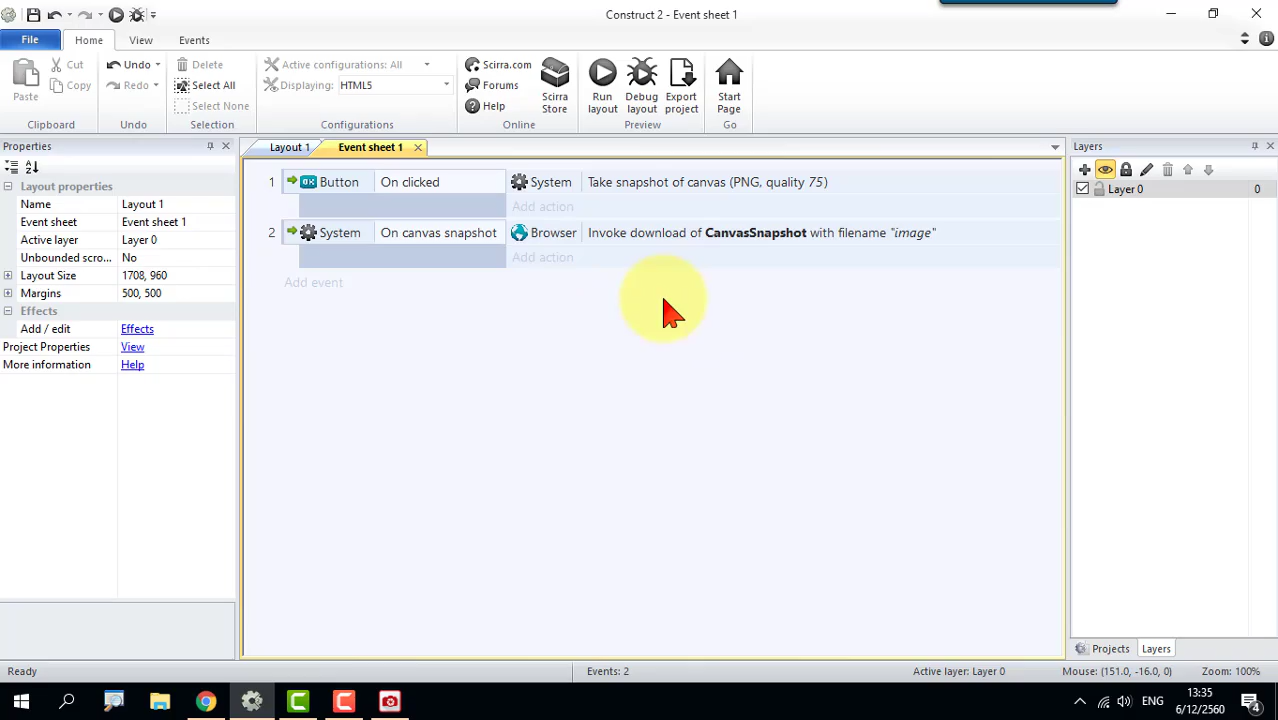 Construct 2 - Event sheet 1
File Home View Events
Paste Cut Copy
Clipboard
Undo Redo
Undo
Delete Select All Select None
Selection
Active configurations: All
Displaying: HTML5
Configurations
Scirra.com Forums Help Scirra Store
Online
Run layout Debug layout Export project
Preview
Start Page
Go
Properties
Layout properties
Name Layout 1
Event sheet Event sheet 1
Active layer Layer 0
Unbounded scro... No
Layout Size 1708, 960
Margins 500, 500
Effects
Add / edit Effects
Project Properties View
More information Help
Layout 1 Event sheet 1
1 Button On clicked System Take snapshot of canvas (PNG, quality 75)
Add action
2 System On canvas snapshot Browser Invoke download of CanvasSnapshot with filename "image"
Add action
Add event
Layers
Layer 0 0
Projects Layers
Ready Events: 2 Active layer: Layer 0 Mouse: (151.0, -16.0, 0) Zoom: 100%
ENG 13:35
6/12/2560 4